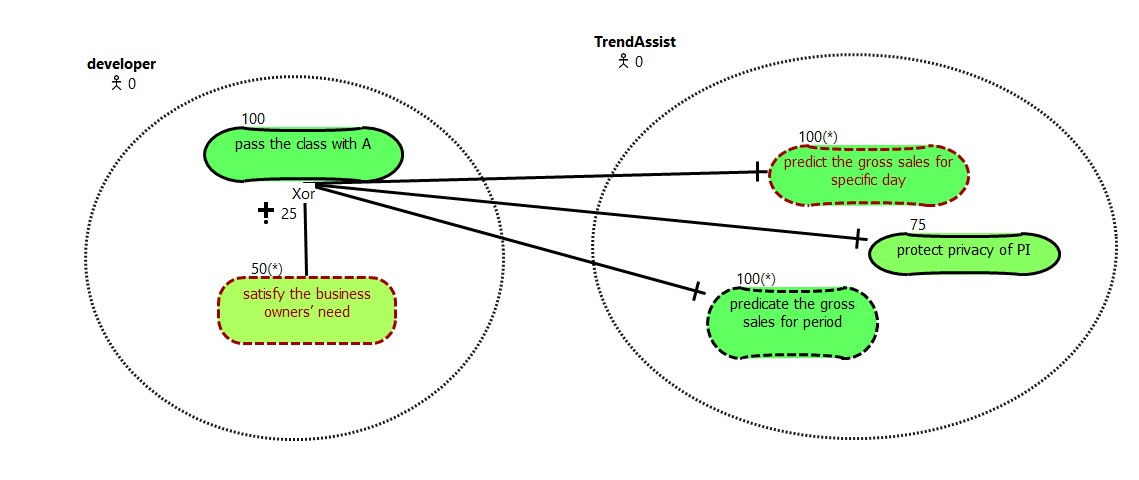 developer
0
TrendAssist
0
100
pass the class with A
Xor
25
50(*)
satisfy the business
owners’ need
100(*)
predict the gross sales for
specific day
75
protect privacy of PI
100(*)
predicate the gross
sales for period